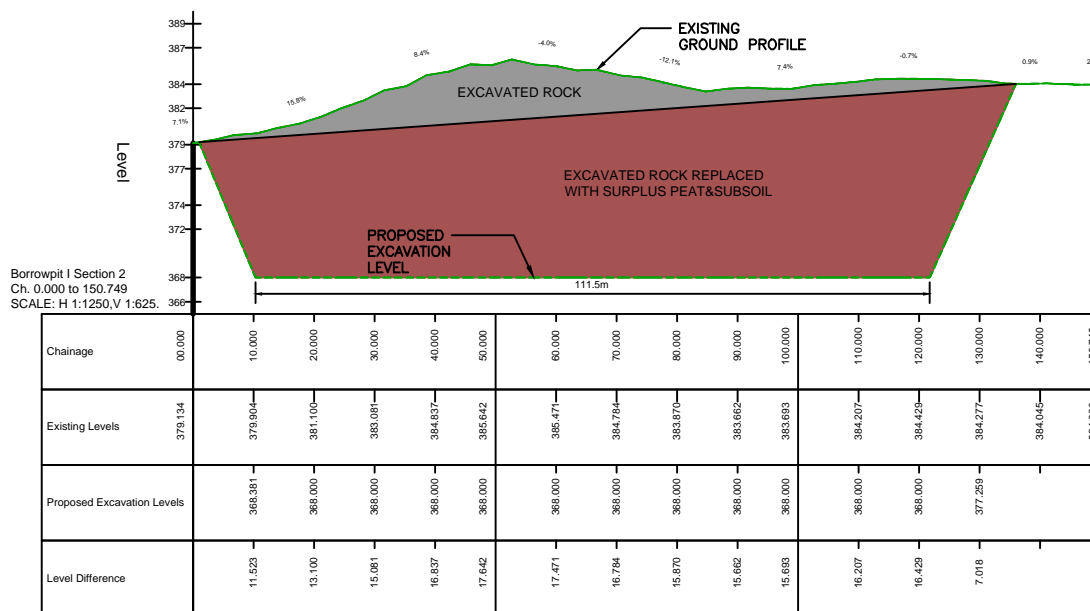 389
387
384
382
379
377
374
372
368
366
Level
7.1%
15.8%
8.4%
-4.0%
-12.1%
7.4%
-0.7%
0.9%
2
EXISTING
GROUND PROFILE
EXCAVATED ROCK
EXCAVATED ROCK REPLACED
WITH SURPLUS PEAT&SUBSOIL
PROPOSED
EXCAVATION
LEVEL
111.5m
Borrowpit I Section 2
Ch. 0.000 to 150.749
SCALE: H 1:1250,V 1:625.
Chainage 00.000 10.000 20.000 30.000 40.000 50.000 60.000 70.000 80.000 90.000 100.000 110.000 120.000 130.000 140.000
Existing Levels 379.134 379.904 381.100 383.081 384.837 385.642 385.471 384.784 383.870 383.662 383.693 384.207 384.429 384.277 384.045
Proposed Excavation Levels 368.381 368.000 368.000 368.000 368.000 368.000 368.000 368.000 368.000 368.000 368.000 368.000 377.259
Level Difference 11.523 13.100 15.081 16.837 17.642 17.471 16.784 15.870 15.662 15.693 16.207 16.429 7.018